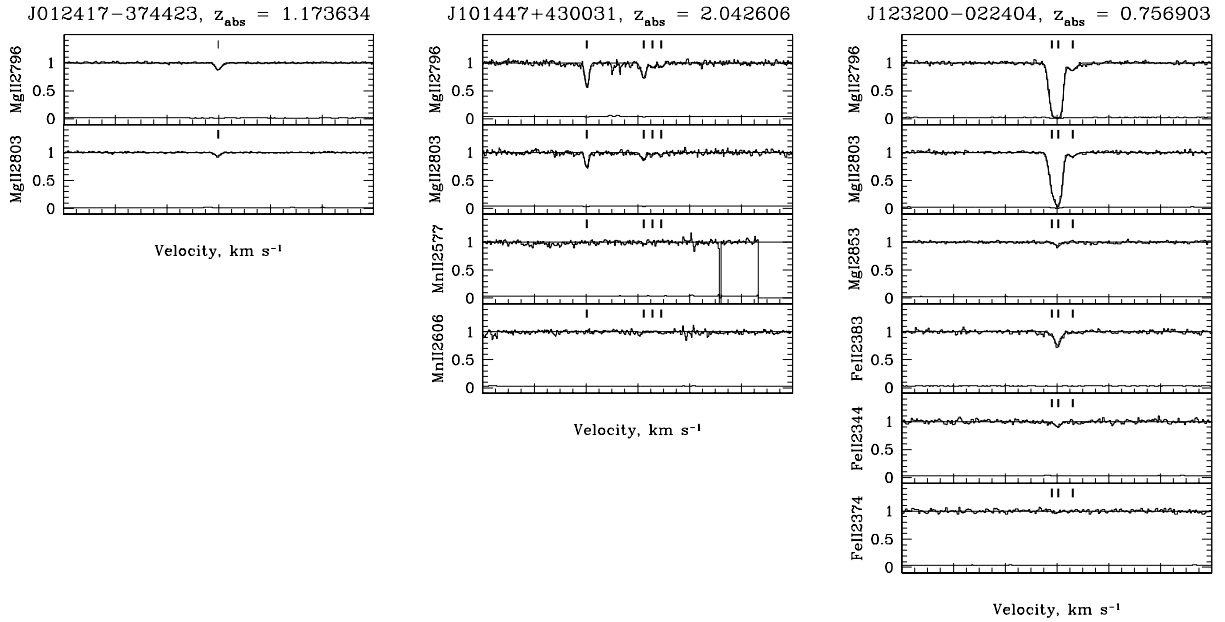 J012417−374423, z_abs = 1.173634
MgII2796
1
0.5
0
MgII2803
1
0.5
0
Velocity, km s⁻¹
J101447+430031, z_abs = 2.042606
MgII2796
1
0.5
0
MgII2803
1
0.5
0
MnII2577
1
0.5
0
MnII2606
1
0.5
0
Velocity, km s⁻¹
J123200−022404, z_abs = 0.756903
MgII2796
1
0.5
0
MgII2803
1
0.5
0
MgI2853
1
0.5
0
FeII2383
1
0.5
0
FeII2344
1
0.5
0
FeII2374
1
0.5
0
Velocity, km s⁻¹